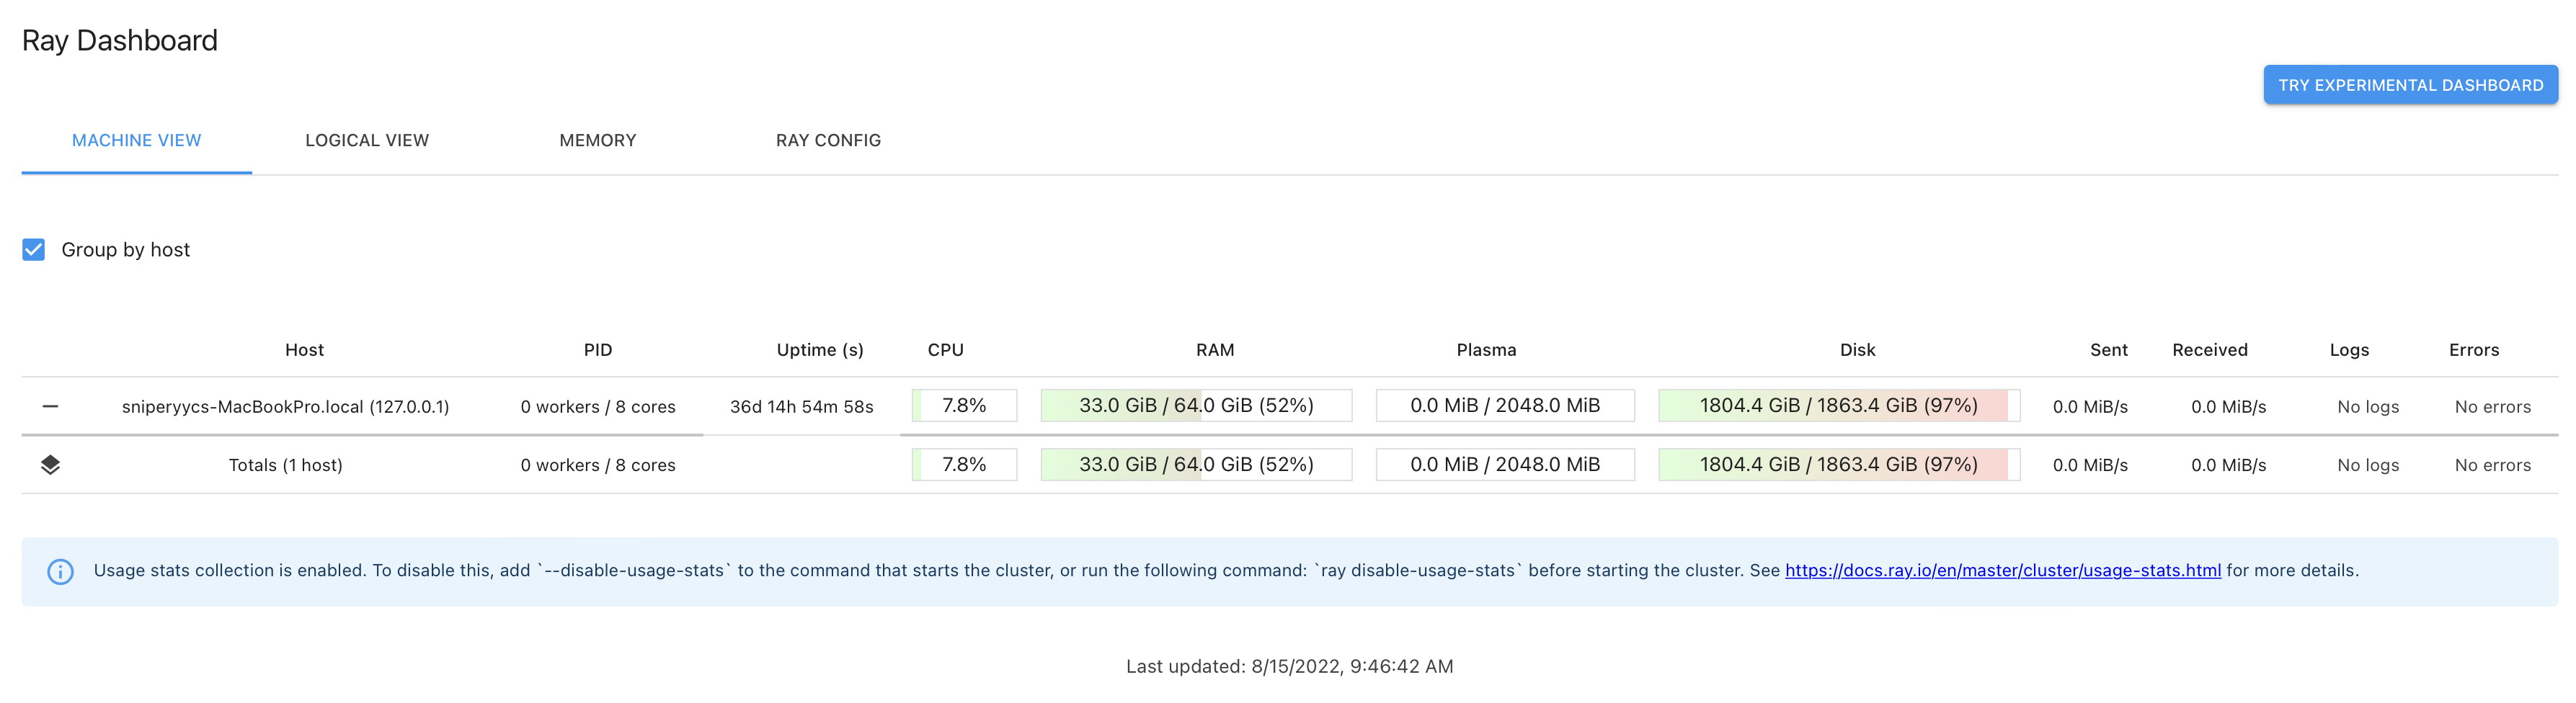 Ray Dashboard
TRY EXPERIMENTAL DASHBOARD
MACHINE VIEW LOGICAL VIEW MEMORY RAY CONFIG
Group by host
Host PID Uptime (s) CPU RAM Plasma Disk Sent Received Logs Errors
sniperyycs-MacBookPro.local (127.0.0.1) 0 workers / 8 cores 36d 14h 54m 58s 7.8% 33.0 GiB / 64.0 GiB (52%) 0.0 MiB / 2048.0 MiB 1804.4 GiB / 1863.4 GiB (97%) 0.0 MiB/s 0.0 MiB/s No logs No errors
Totals (1 host) 0 workers / 8 cores 7.8% 33.0 GiB / 64.0 GiB (52%) 0.0 MiB / 2048.0 MiB 1804.4 GiB / 1863.4 GiB (97%) 0.0 MiB/s 0.0 MiB/s No logs No errors
Usage stats collection is enabled. To disable this, add `--disable-usage-stats` to the command that starts the cluster, or run the following command: `ray disable-usage-stats` before starting the cluster. See https://docs.ray.io/en/master/cluster/usage-stats.html for more details.
Last updated: 8/15/2022, 9:46:42 AM